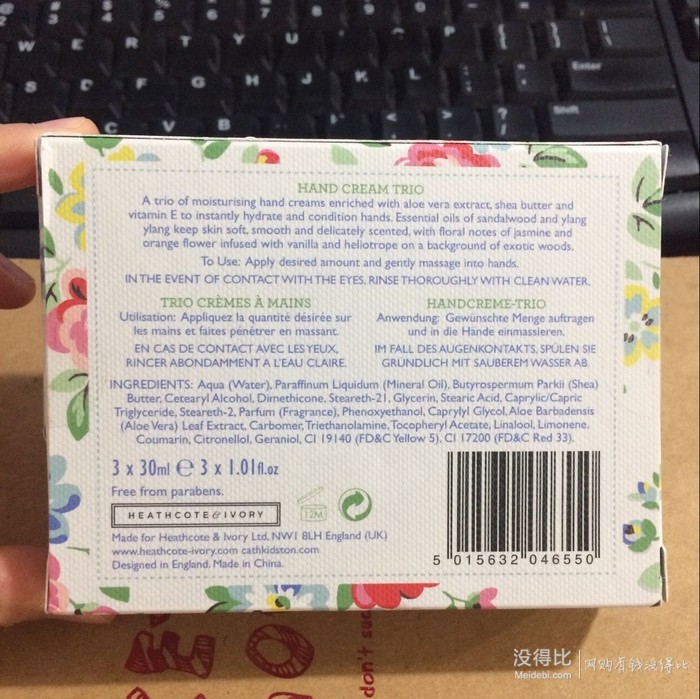 HAND CREAM TRIO
A trio of moisturising hand creams enriched with aloe vera extract, shea butter and
vitamin E to instantly hydrate and condition hands. Essential oils of sandalwood and ylang
ylang keep skin soft, smooth and delicately scented, with floral notes of jasmine and
orange flower infused with vanilla and heliotrope on a background of exotic woods.
To Use: Apply desired amount and gently massage into hands.
IN THE EVENT OF CONTACT WITH THE EYES, RINSE THOROUGHLY WITH CLEAN WATER.
TRIO CRÈMES À MAINS
Utilisation: Appliquez la quantité désirée sur
les mains et faites pénétrer en massant.
EN CAS DE CONTACT AVEC LES YEUX,
RINCER ABONDAMMENT A L'EAU CLAIRE.
HANDCREME-TRIO
Anwendung: Gewünschte Menge auftragen
und in die Hände einmassieren.
IM FALL DES AUGENKONTAKTS, SPÜLEN SIE
GRÜNDLICH MIT SAUBEREM WASSER AB.
INGREDIENTS: Aqua (Water), Paraffinum Liquidum (Mineral Oil), Butyrospermum Parkii (Shea)
Butter, Cetearyl Alcohol, Dimethicone, Steareth-21, Glycerin, Stearic Acid, Caprylic/Capric
Triglyceride, Steareth-2, Parfum (Fragrance), Phenoxyethanol, Caprylyl Glycol, Aloe Barbadensis
(Aloe Vera) Leaf Extract, Carbomer, Triethanolamine, Tocopheryl Acetate, Linalool, Limonene,
Coumarin, Citronellol, Geraniol, CI 19140 (FD&C Yellow 5), CI 17200 (FD&C Red 33).
3 x 30ml ℮ 3 x 1.01fl.oz
Free from parabens.
HEATHCOTE & IVORY
12M
Made for Heathcote & Ivory Ltd, NW1 8LH England (UK)
www.heathcote-ivory.com cathkidston.com
Designed in England. Made in China.
5 015632 046550
don't suc
没得比
Meidebi.com
网购有钱没得比